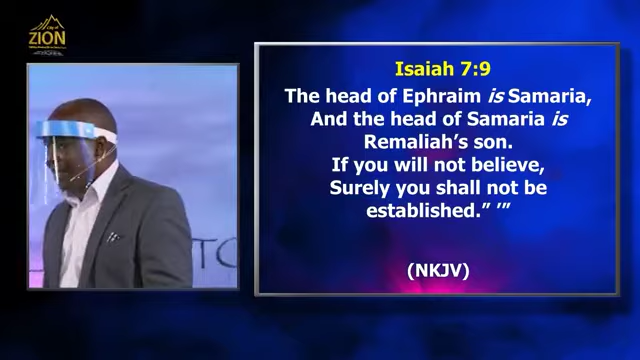 ZION
Isaiah 7:9
The head of Ephraim is Samaria,
And the head of Samaria is
Remaliah's son.
If you will not believe,
Surely you shall not be
established.” ’”
(NKJV)